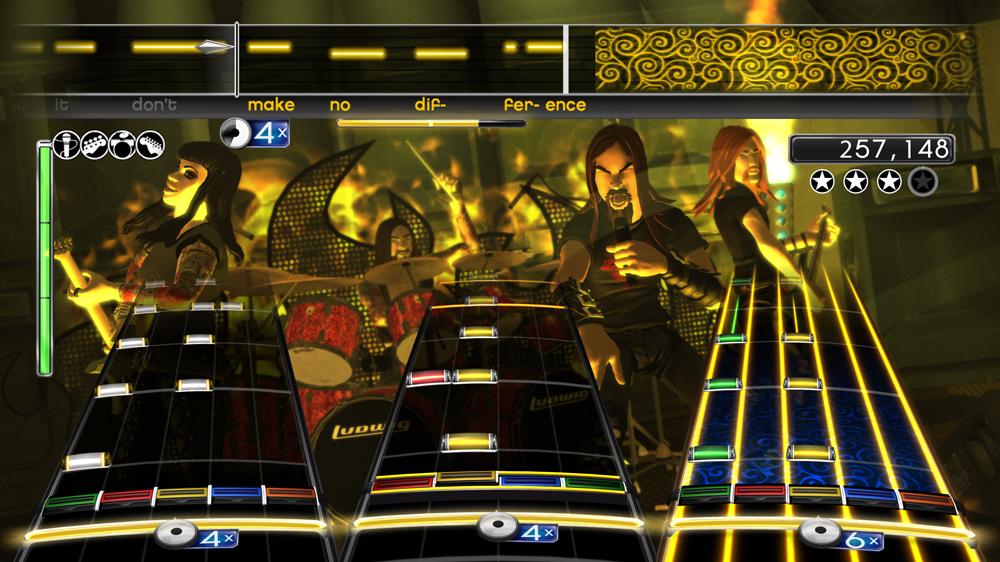 it don't make no dif- fer- ence
4x
257,148
Ludwig
Ludwig
4x
4x
6x